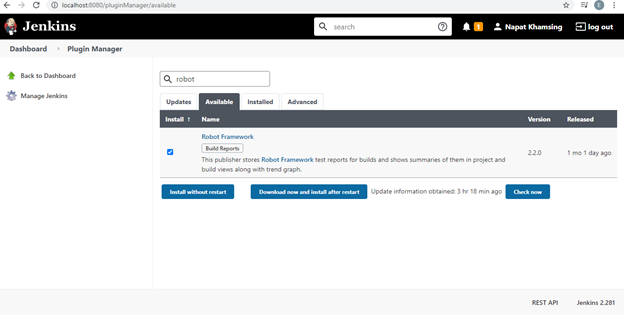 localhost:8080/pluginManager/available
Jenkins
search
1
Napat Khamsing
log out
Dashboard
Plugin Manager
Back to Dashboard
Manage Jenkins
robot
Updates
Available
Installed
Advanced
Install ↑ Name Version Released
Robot Framework
Build Reports
This publisher stores Robot Framework test reports for builds and shows summaries of them in project and
build views along with trend graph.
2.2.0
1 mo 1 day ago
Install without restart
Download now and install after restart
Update information obtained: 3 hr 18 min ago
Check now
REST API
Jenkins 2.281